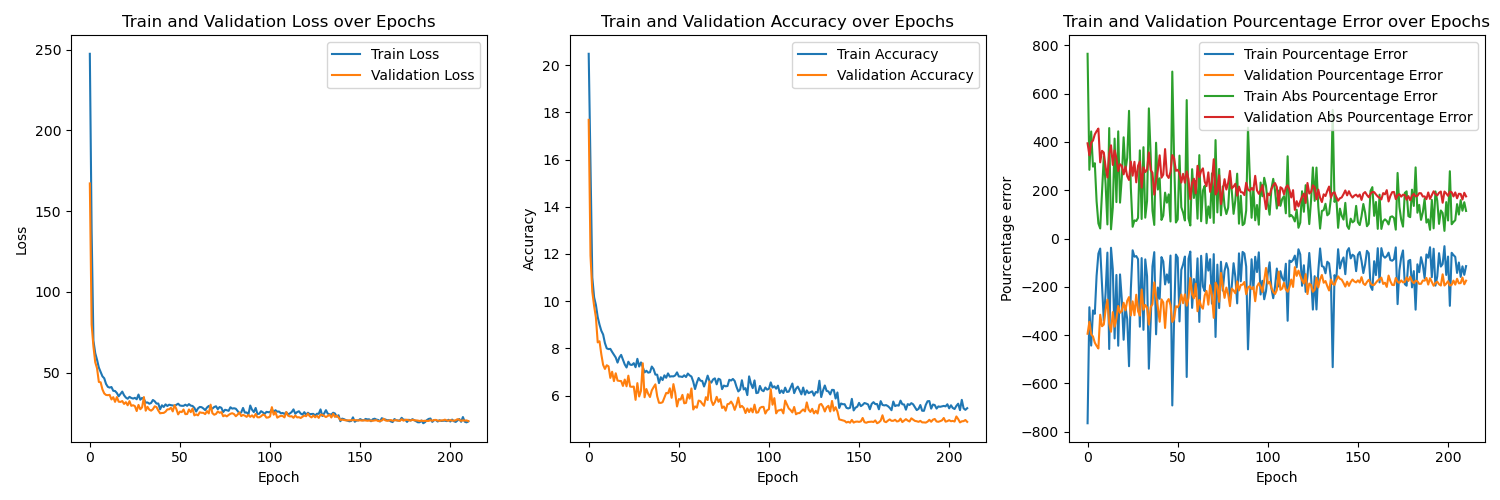 Train and Validation Loss over Epochs
Train Loss
Validation Loss
Loss
250
200
150
100
50
0
50
100
150
200
Epoch
Train and Validation Accuracy over Epochs
Train Accuracy
Validation Accuracy
Accuracy
20
18
16
14
12
10
8
6
0
50
100
150
200
Epoch
Train and Validation Pourcentage Error over Epochs
Train Pourcentage Error
Validation Pourcentage Error
Train Abs Pourcentage Error
Validation Abs Pourcentage Error
Pourcentage error
800
600
400
200
0
−200
−400
−600
−800
0
50
100
150
200
Epoch